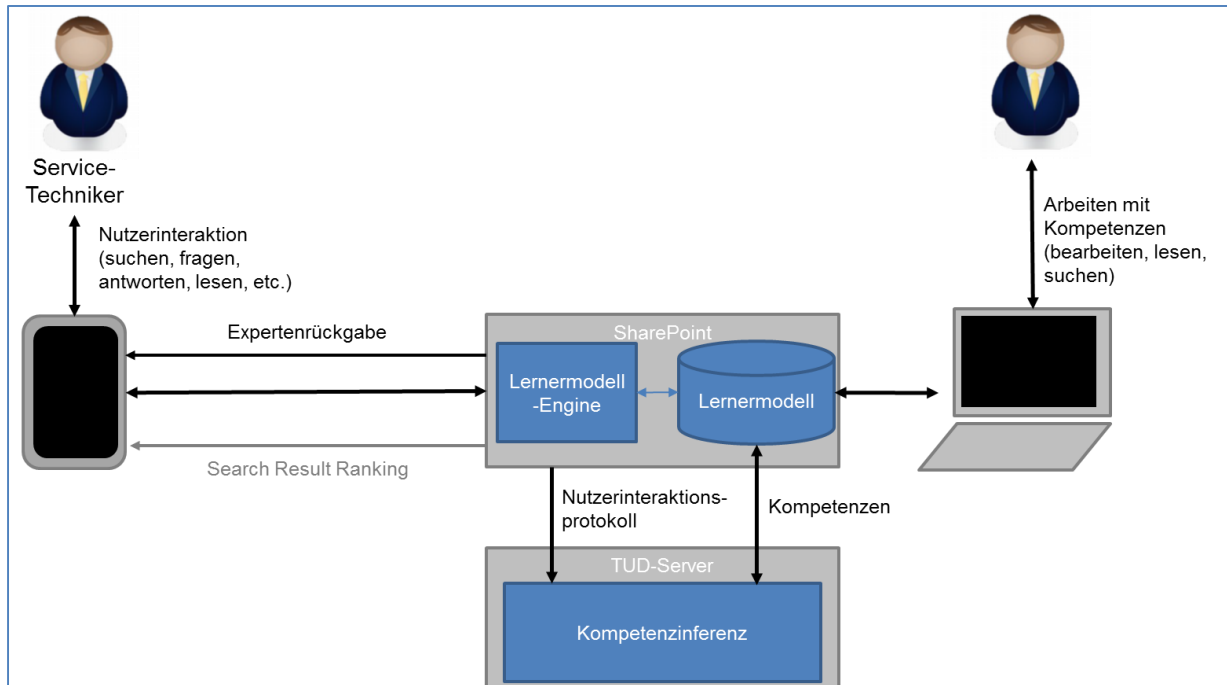 Service-
Techniker
Nutzerinteraktion
(suchen, fragen,
antworten, lesen, etc.)
Arbeiten mit
Kompetenzen
(bearbeiten, lesen,
suchen)
Expertenrückgabe
SharePoint
Lernermodell
-Engine
Lernermodell
Search Result Ranking
Nutzerinteraktions-
protokoll
Kompetenzen
TUD-Server
Kompetenzinferenz